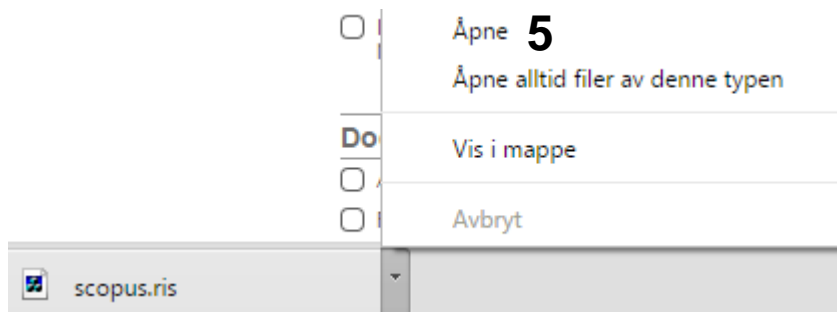 Åpne 5
Åpne alltid filer av denne typen
Do
Vis i mappe
Avbryt
scopus.ris